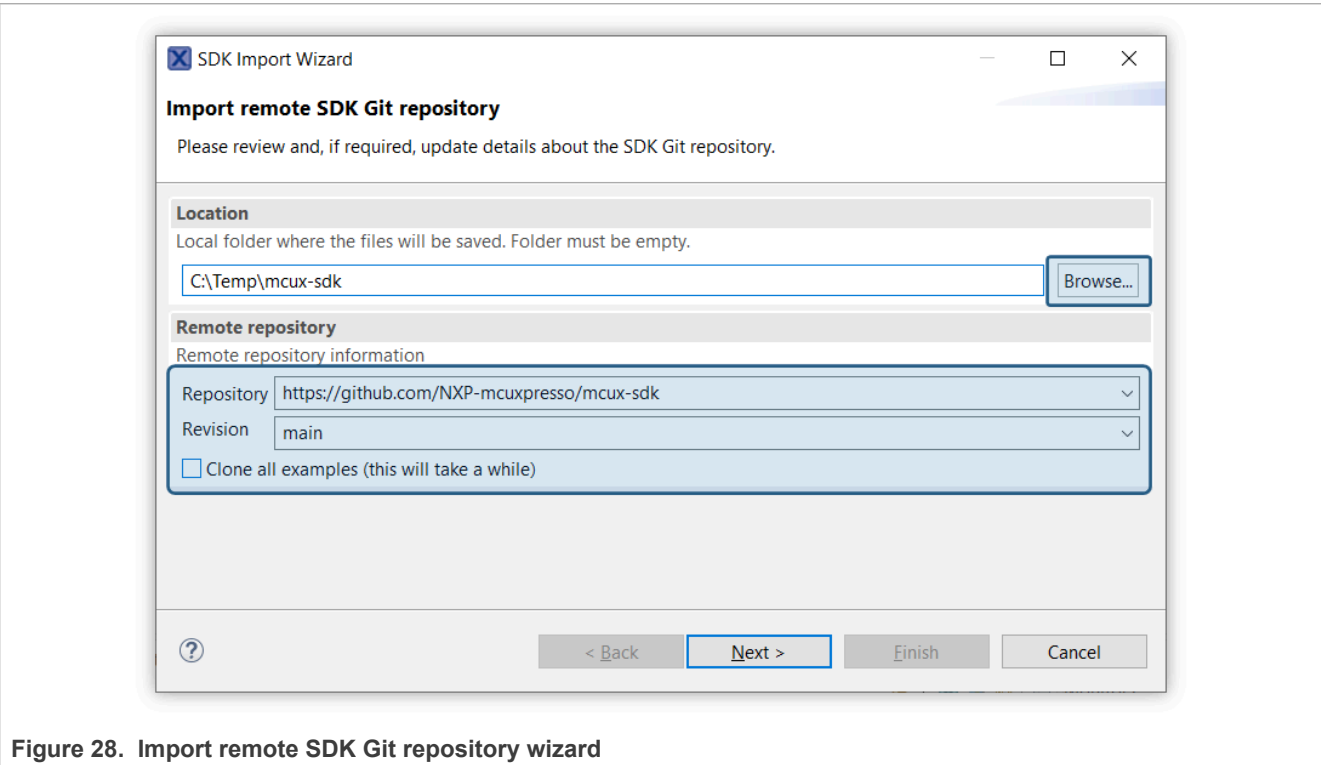 SDK Import Wizard
Import remote SDK Git repository
Please review and, if required, update details about the SDK Git repository.
Location
Local folder where the files will be saved. Folder must be empty.
C:\Temp\mcux-sdk
Browse...
Remote repository
Remote repository information
Repository https://github.com/NXP-mcuxpresso/mcux-sdk
Revision main
Clone all examples (this will take a while)
< Back Next > Finish Cancel
Figure 28. Import remote SDK Git repository wizard